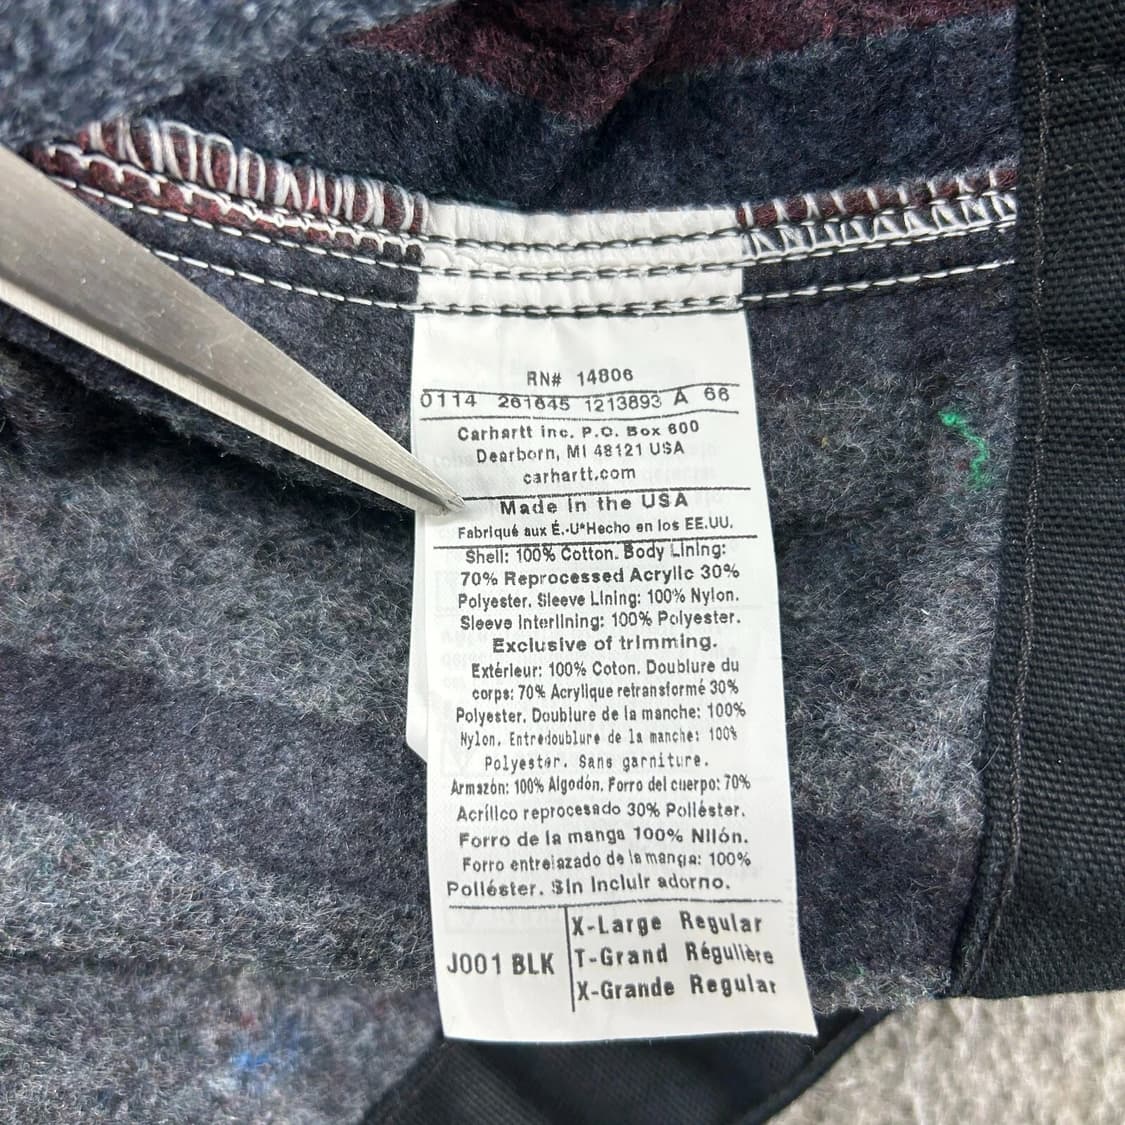 RN# 14806
0114 261645 1213893 A 66
Carhartt inc. P.O. Box 600
Dearborn, MI 48121 USA
carhartt.com
Made in the USA
Fabriqué aux É.-U*Hecho en los EE.UU.
Shell: 100% Cotton. Body Lining:
70% Reprocessed Acrylic 30%
Polyester. Sleeve Lining: 100% Nylon.
Sleeve Interlining: 100% Polyester.
Exclusive of trimming.
Extérieur: 100% Coton. Doublure du
corps: 70% Acrylique retransformé 30%
Polyester. Doublure de la manche: 100%
Nylon. Entredoublure de la manche: 100%
Polyester. Sans garniture.
Armazón: 100% Algodón. Forro del cuerpo: 70%
Acrílico reprocesado 30% Poliéster.
Forro de la manga 100% Nilón.
Forro entrelazado de la manga: 100%
Poliéster. Sin Incluir adorno.
J001 BLK
X-Large Regular
T-Grand Régulière
X-Grande Regular